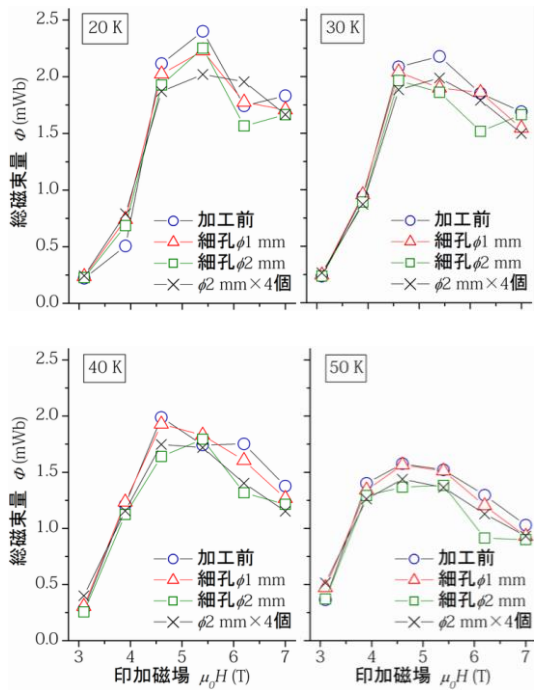 20 K
30 K
総磁束量 Φ (mWb)
2.5
2.0
1.5
1.0
0.5
0.0
加工前
細孔ϕ1 mm
細孔ϕ2 mm
ϕ2 mm×4個
加工前
細孔ϕ1 mm
細孔ϕ2 mm
ϕ2 mm×4個
40 K
50 K
総磁束量 Φ (mWb)
2.5
2.0
1.5
1.0
0.5
0.0
加工前
細孔ϕ1 mm
細孔ϕ2 mm
ϕ2 mm×4個
加工前
細孔ϕ1 mm
細孔ϕ2 mm
ϕ2 mm×4個
3 4 5 6 7
3 4 5 6 7
印加磁場 μ₀H (T)
印加磁場 μ₀H (T)